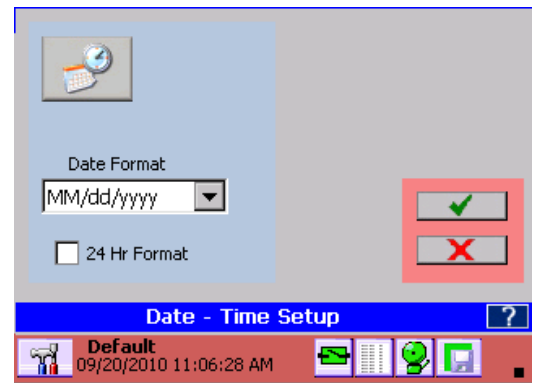 Date Format
MM/dd/yyyy
24 Hr Format
Date - Time Setup
?
Default
09/20/2010 11:06:28 AM